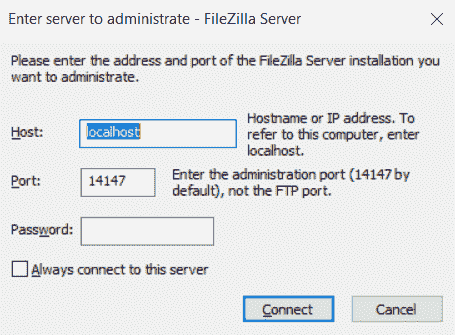 Enter server to administrate - FileZilla Server
Please enter the address and port of the FileZilla Server installation you
want to administrate.
Host:
localhost
Hostname or IP address. To
refer to this computer, enter
localhost.
Port:
14147
Enter the administration port (14147 by
default), not the FTP port.
Password:
Always connect to this server
Connect
Cancel